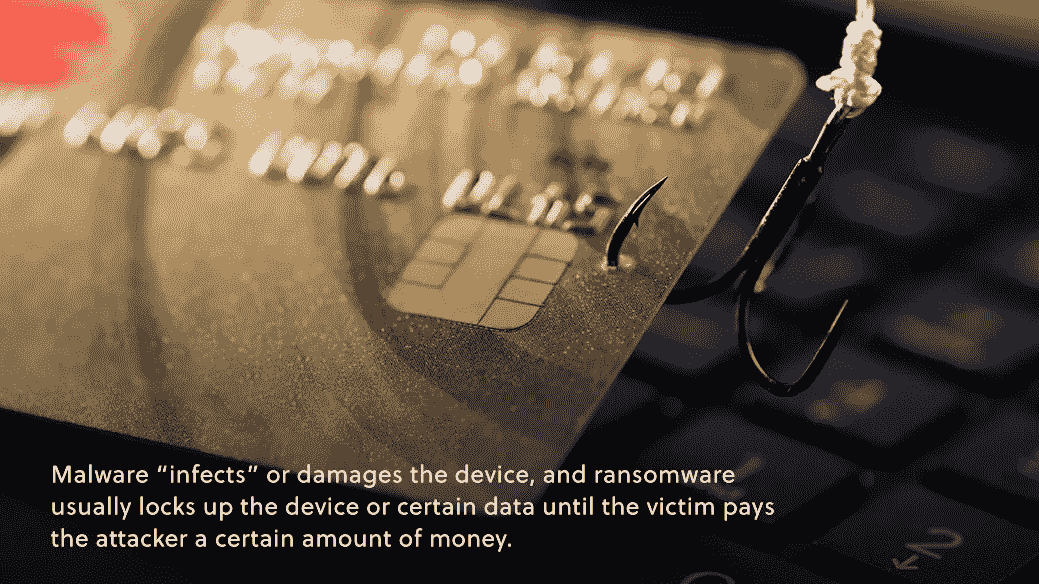 Malware “infects” or damages the device, and ransomware
usually locks up the device or certain data until the victim pays
the attacker a certain amount of money.